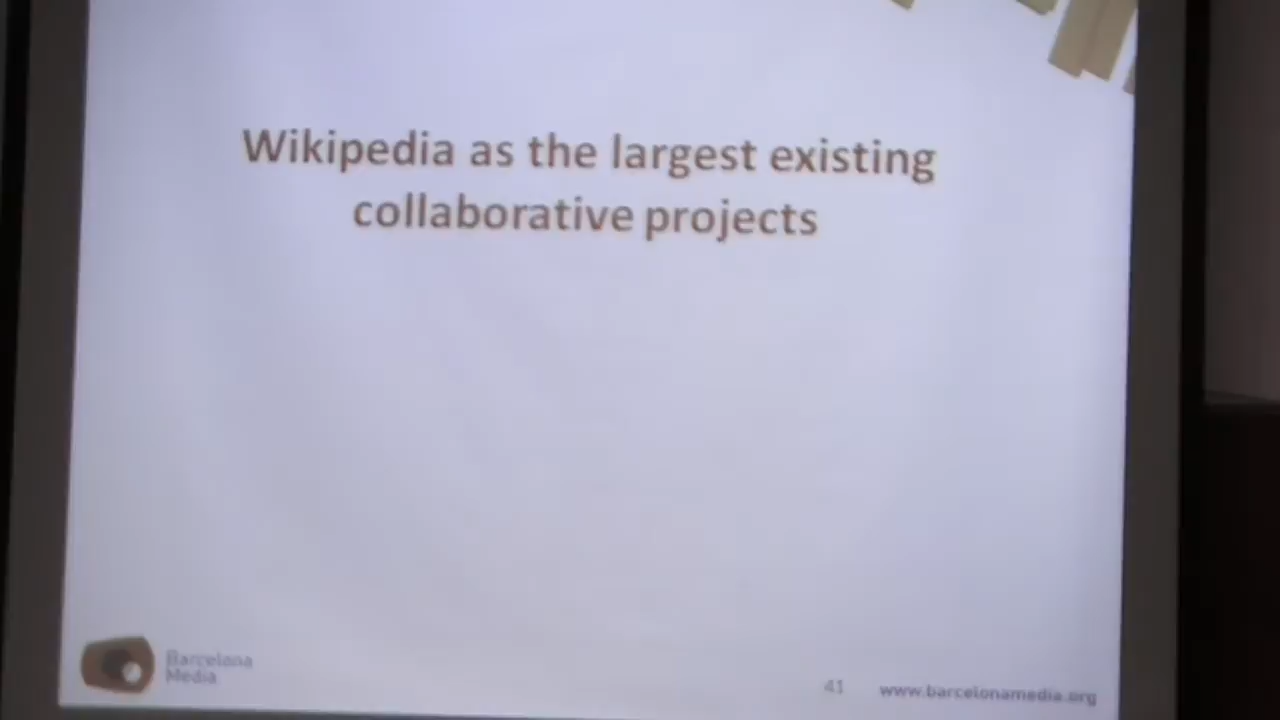 Wikipedia as the largest existing
collaborative projects
Barcelona
Media
41
www.barcelonamedia.org